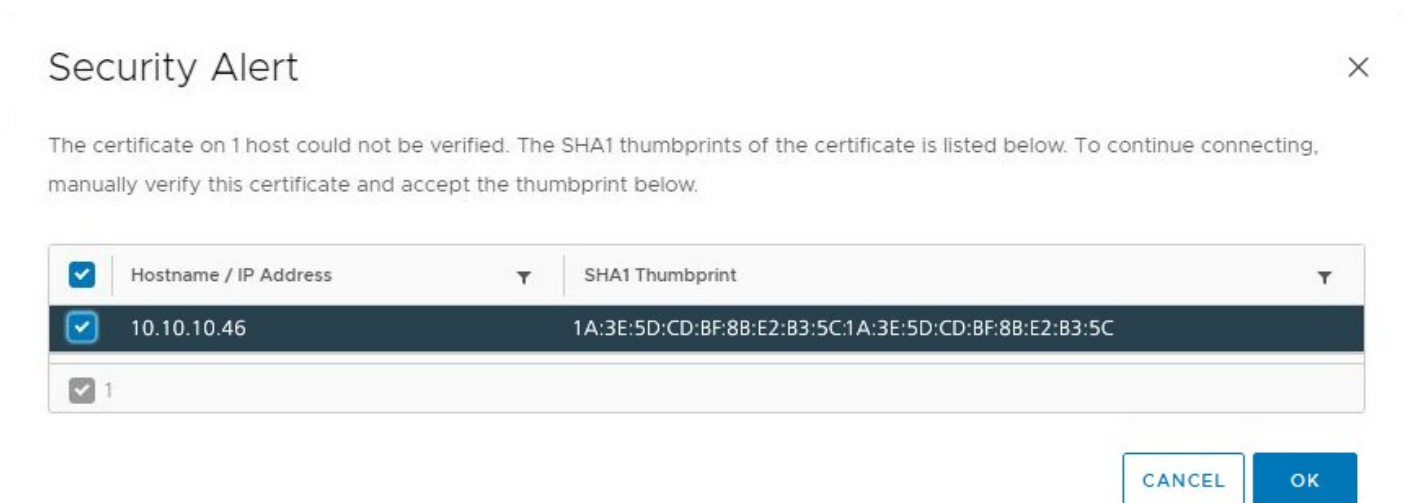 Security Alert
The certificate on 1 host could not be verified. The SHA1 thumbprints of the certificate is listed below. To continue connecting,
manually verify this certificate and accept the thumbprint below.
Hostname / IP Address SHA1 Thumbprint
10.10.10.46 1A:3E:5D:CD:BF:8B:E2:B3:5C:1A:3E:5D:CD:BF:8B:E2:B3:5C
1
CANCEL OK